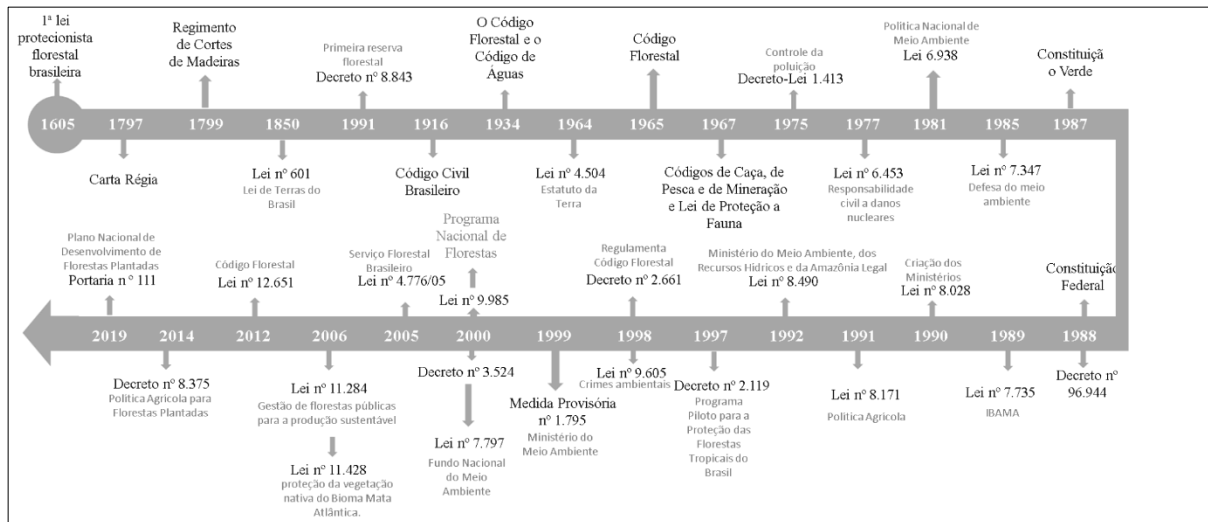 1ª lei
protecionista
florestal
brasileira
Regimento
de Cortes
de Madeiras
Primeira reserva
florestal
Decreto nº 8.843
O Código
Florestal e o
Código de
Águas
Código
Florestal
Controle da
poluição
Decreto-Lei 1.413
Politica Nacional de
Meio Ambiente
Lei 6.938
Constituiçã
o Verde
1605 1797 1799 1850 1991 1916 1934 1964 1965 1967 1975 1977 1981 1985 1987
Carta Régia
Lei nº 601
Lei de Terras do
Brasil
Código Civil
Brasileiro
Lei nº 4.504
Estatuto da
Terra
Códigos de Caça, de
Pesca e de Mineração
e Lei de Proteção a
Fauna
Lei nº 6.453
Responsabilidade
civil a danos
nucleares
Lei nº 7.347
Defesa do meio
ambiente
Plano Nacional de
Desenvolvimento de
Florestas Plantadas
Portaria n º 111
Código Florestal
Lei nº 12.651
Serviço Florestal
Brasileiro
Lei nº 4.776/05
Programa
Nacional de
Florestas
Lei nº 9.985
Regulamenta
Código Florestal
Decreto nº 2.661
Ministério do Meio Ambiente, dos
Recursos Hídricos e da Amazônia Legal
Lei nº 8.490
Criação dos
Ministérios
Lei nº 8.028
Constituição
Federal
2019 2014 2012 2006 2005 2000 1999 1998 1997 1992 1991 1990 1989 1988
Decreto nº 8.375
Politica Agricola para
Florestas Plantadas
Lei nº 11.284
Gestão de florestas públicas
para a produção sustentável
Lei nº 11.428
proteção da vegetação
nativa do Bioma Mata
Atlântica.
Decreto nº 3.524
Lei nº 7.797
Fundo Nacional
do Meio
Ambiente
Medida Provisória
nº 1.795
Ministério do
Meio Ambiente
Lei nº 9.605
Crimes ambientais
Decreto nº 2.119
Programa
Piloto para a
Proteção das
Florestas
Tropicais do
Brasil
Lei nº 8.171
Politica Agricola
Lei nº 7.735
IBAMA
Decreto nº
96.944